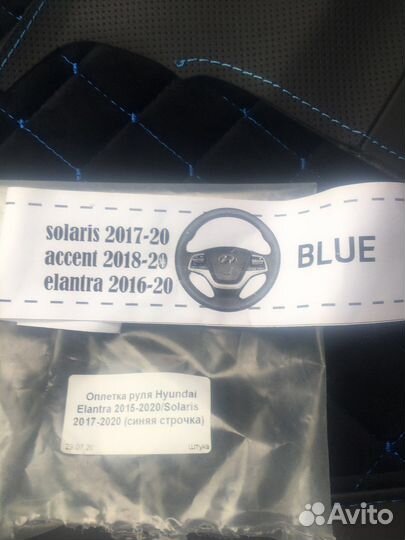 solaris 2017-20
accent 2018-20
elantra 2016-20
BLUE
Оплетка руля Hyundai
Elantra 2015-2020/Solaris
2017-2020 (синяя строчка)
штука
Avito